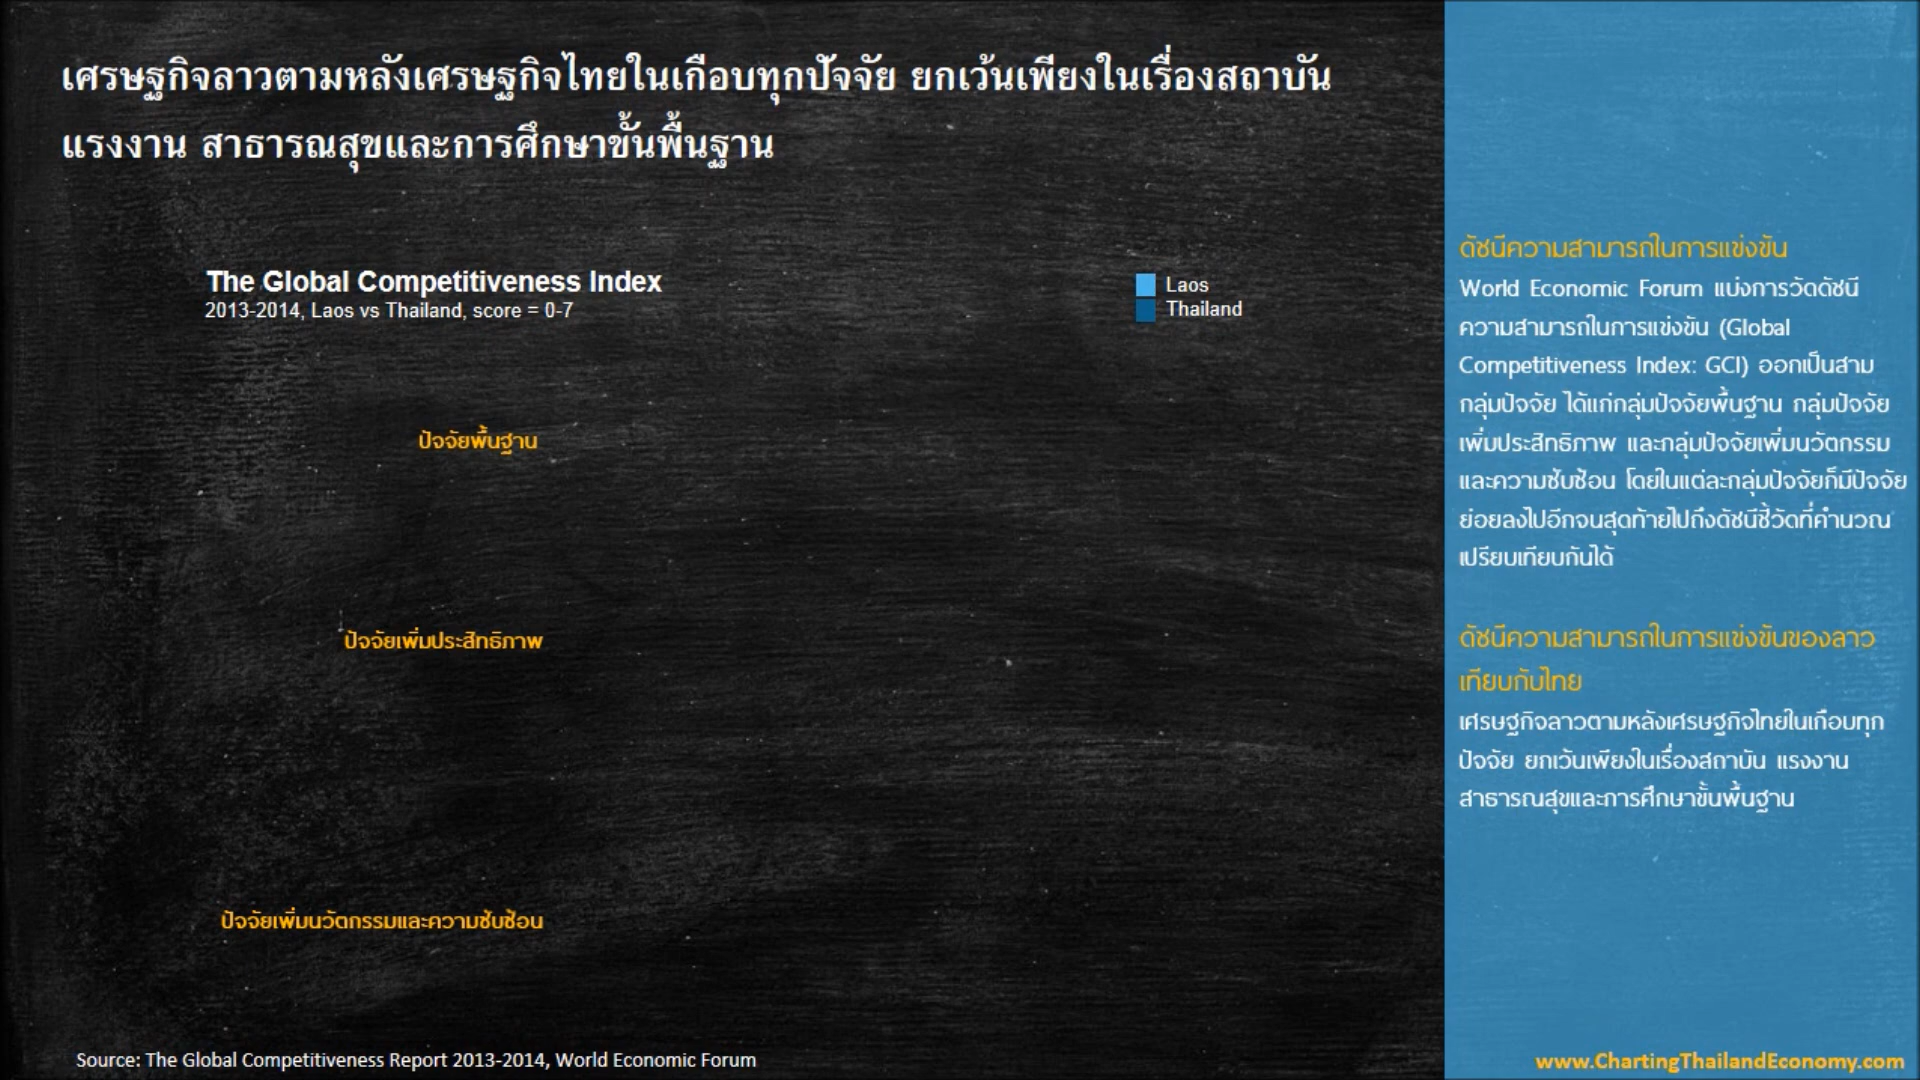 เศรษฐกิจลาวตามหลังเศรษฐกิจไทยในเกือบทุกปัจจัย ยกเว้นเพียงในเรื่องสถาบัน
แรงงาน สาธารณสุขและการศึกษาขั้นพื้นฐาน
The Global Competitiveness Index
2013-2014, Laos vs Thailand, score = 0-7
Laos
Thailand
ปัจจัยพื้นฐาน
ปัจจัยเพิ่มประสิทธิภาพ
ปัจจัยเพิ่มนวัตกรรมและความซับซ้อน
Source: The Global Competitiveness Report 2013-2014, World Economic Forum
ดัชนีความสามารถในการแข่งขัน
World Economic Forum แบ่งการวัดดัชนี
ความสามารถในการแข่งขัน (Global
Competitiveness Index: GCI) ออกเป็นสาม
กลุ่มปัจจัย ได้แก่กลุ่มปัจจัยพื้นฐาน กลุ่มปัจจัย
เพิ่มประสิทธิภาพ และกลุ่มปัจจัยเพิ่มนวัตกรรม
และความซับซ้อน โดยในแต่ละกลุ่มปัจจัยก็มีปัจจัย
ย่อยลงไปอีกจนสุดท้ายไปถึงดัชนีชี้วัดที่คำนวณ
เปรียบเทียบกันได้
ดัชนีความสามารถในการแข่งขันของลาว
เทียบกับไทย
เศรษฐกิจลาวตามหลังเศรษฐกิจไทยในเกือบทุก
ปัจจัย ยกเว้นเพียงในเรื่องสถาบัน แรงงาน
สาธารณสุขและการศึกษาขั้นพื้นฐาน
www.ChartingThailandEconomy.com